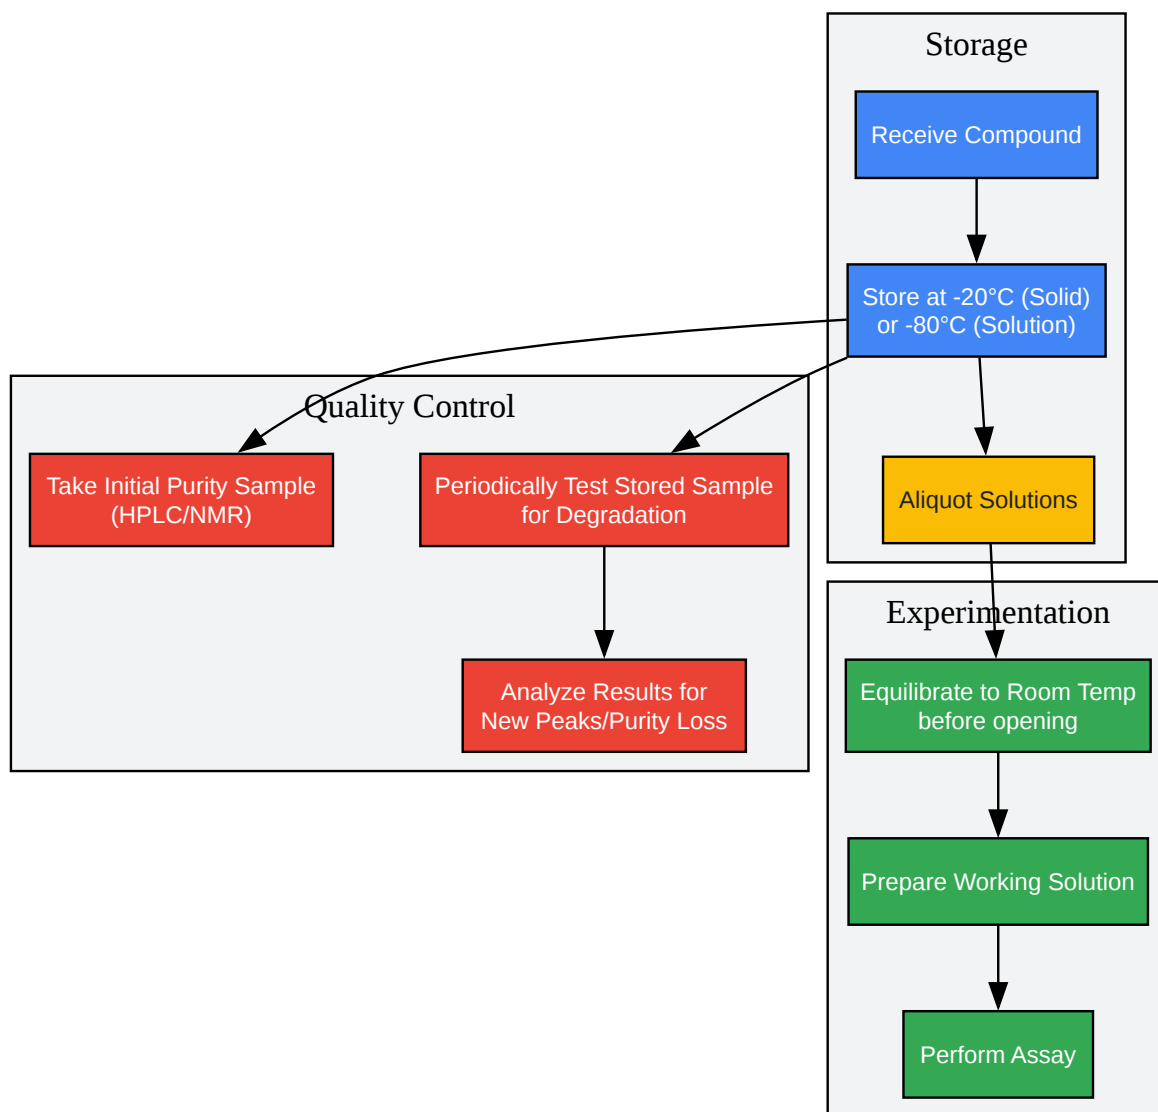 Storage
Receive Compound
Store at -20°C (Solid)
or -80°C (Solution)
Aliquot Solutions
Quality Control
Take Initial Purity Sample
(HPLC/NMR)
Periodically Test Stored Sample
for Degradation
Analyze Results for
New Peaks/Purity Loss
Experimentation
Equilibrate to Room Temp
before opening
Prepare Working Solution
Perform Assay